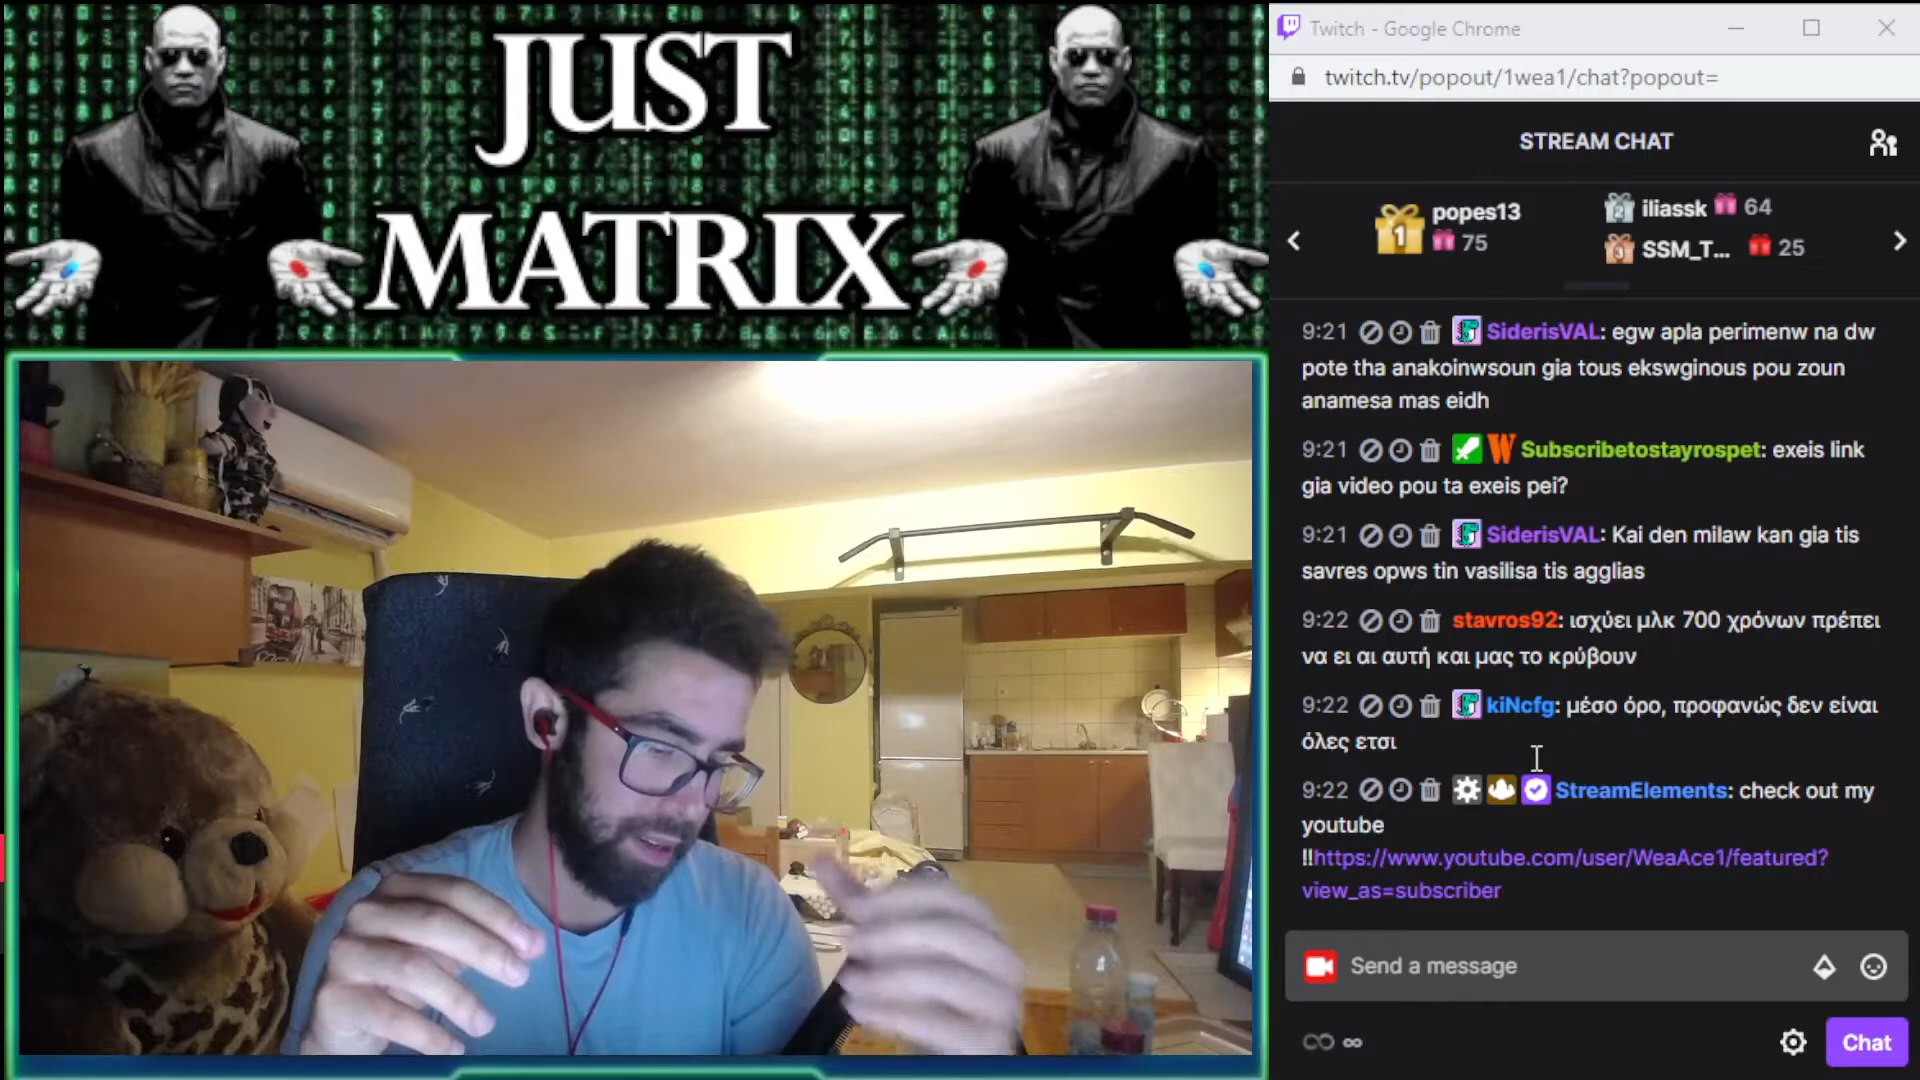 JUST
MATRIX
Twitch - Google Chrome
twitch.tv/popout/1wea1/chat?popout=
STREAM CHAT
1
popes13
75
2
iliassk
64
3
SSM_T...
25
9:21 SiderisVAL: egw apla perimenw na dw
pote tha anakoinwsoun gia tous ekswginous pou zoun
anamesa mas eidh
9:21 Subscribetostayrospet: exeis link
gia video pou ta exeis pei?
9:21 SiderisVAL: Kai den milaw kan gia tis
savres opws tin vasilisa tis agglias
9:22 stavros92: ισχύει μλκ 700 χρόνων πρέπει
να ει αι αυτή και μας το κρύβουν
9:22 kiNcfg: μέσο όρο, προφανώς δεν είναι
όλες ετσι
9:22 StreamElements: check out my
youtube
!!https://www.youtube.com/user/WeaAce1/featured?
view_as=subscriber
Send a message
Chat